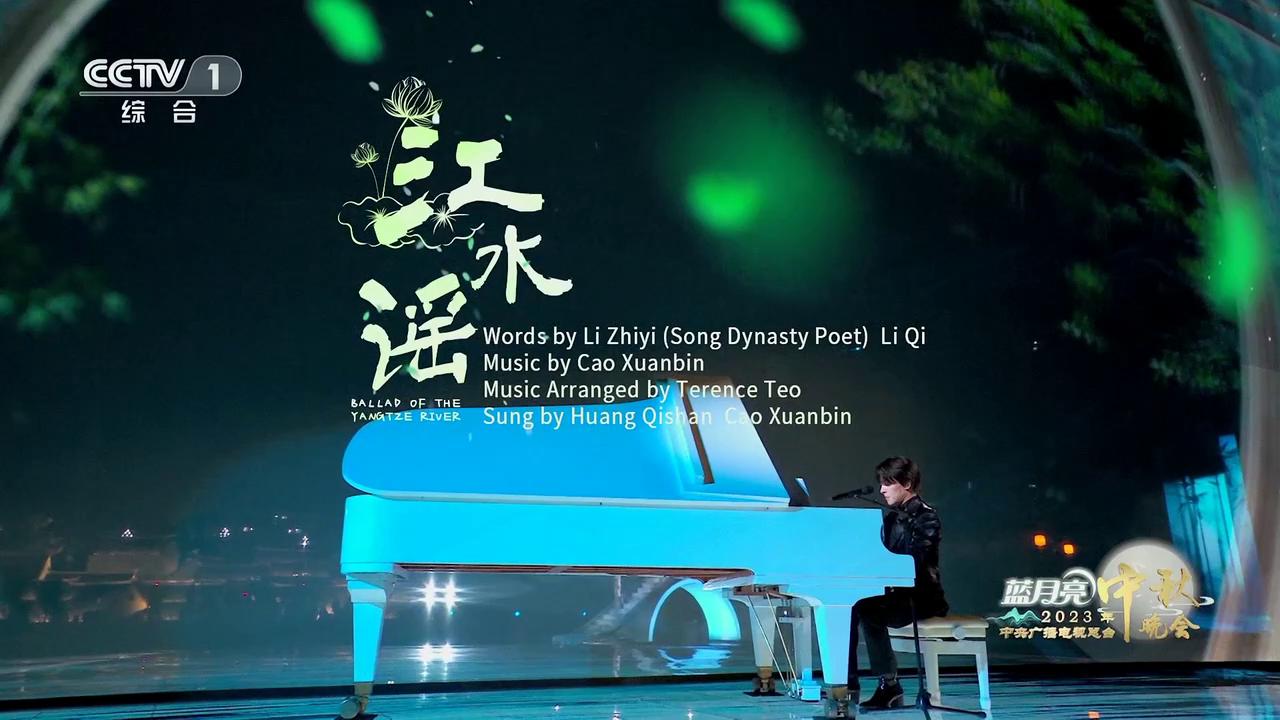 CCTV 1
综合
江水谣
BALLAD OF THE
YANGTZE RIVER
Words by Li Zhiyi (Song Dynasty Poet) Li Qi
Music by Cao Xuanbin
Music Arranged by Terence Teo
Sung by Huang Qishan Cao Xuanbin
蓝月亮 中秋
2023年
中央广播电视总台 晚会